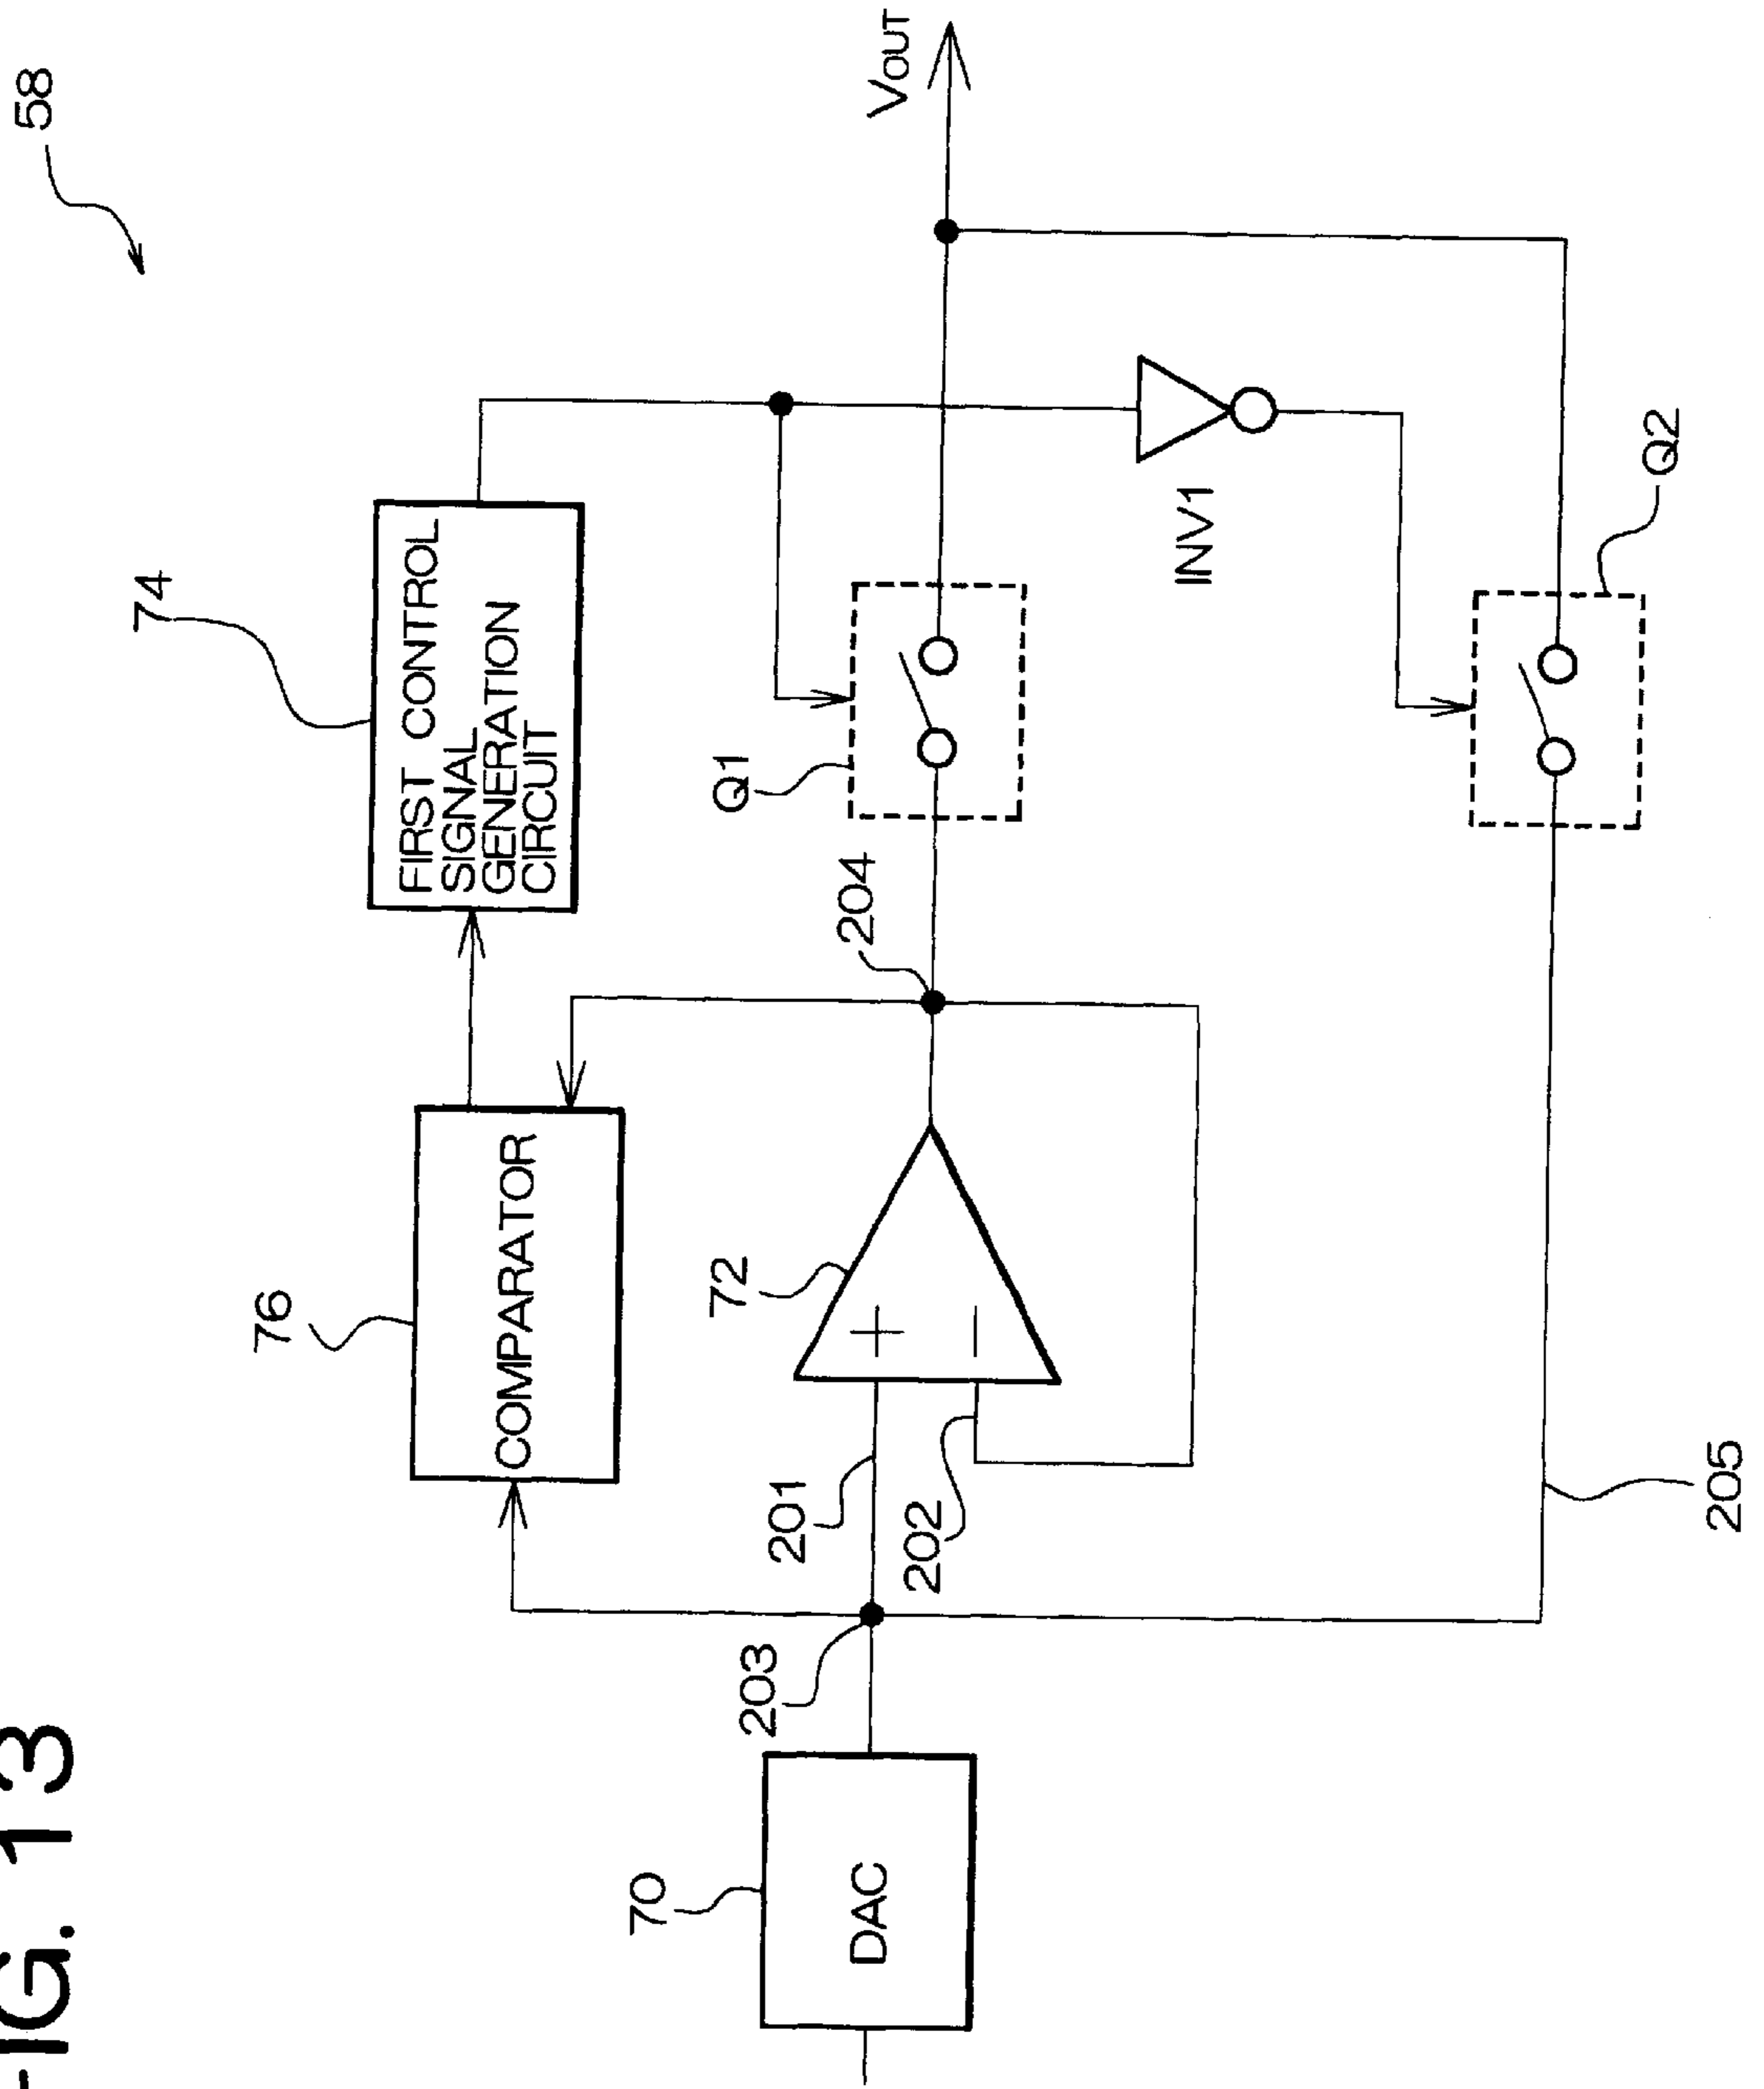 FIG. 13
58
74
FIRST CONTROL
SIGNAL
GENERATION
CIRCUIT
76
COMPARATOR
VOUT
Q1
204
72
+
−
201
202
203
70
DAC
INV1
Q2
205